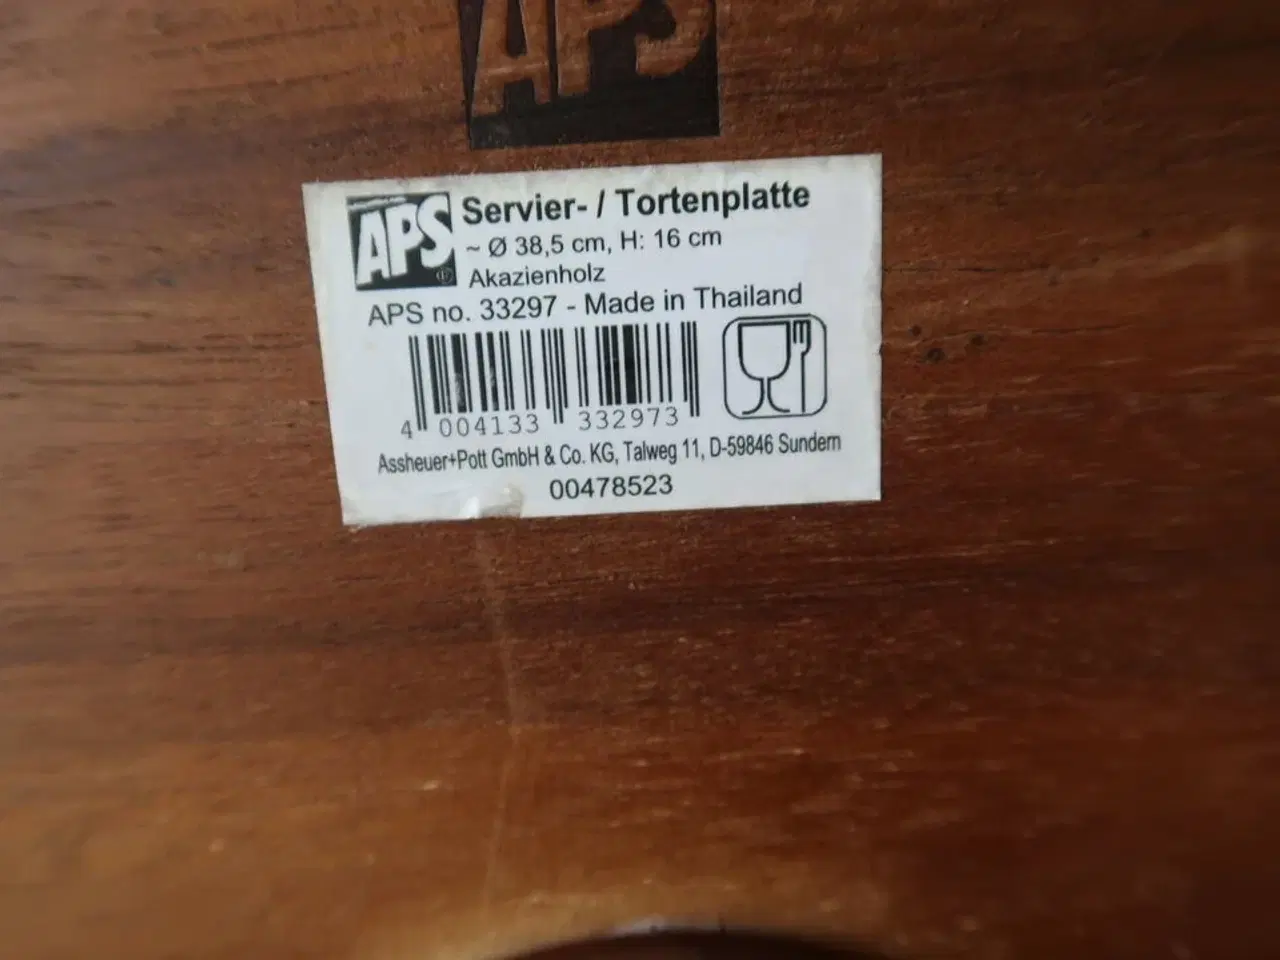 APS
APS® Servier- / Tortenplatte
~ Ø 38,5 cm, H: 16 cm
Akazienholz
APS no. 33297 - Made in Thailand
4 004133 332973
Assheuer+Pott GmbH & Co. KG, Talweg 11, D-59846 Sundern
00478523